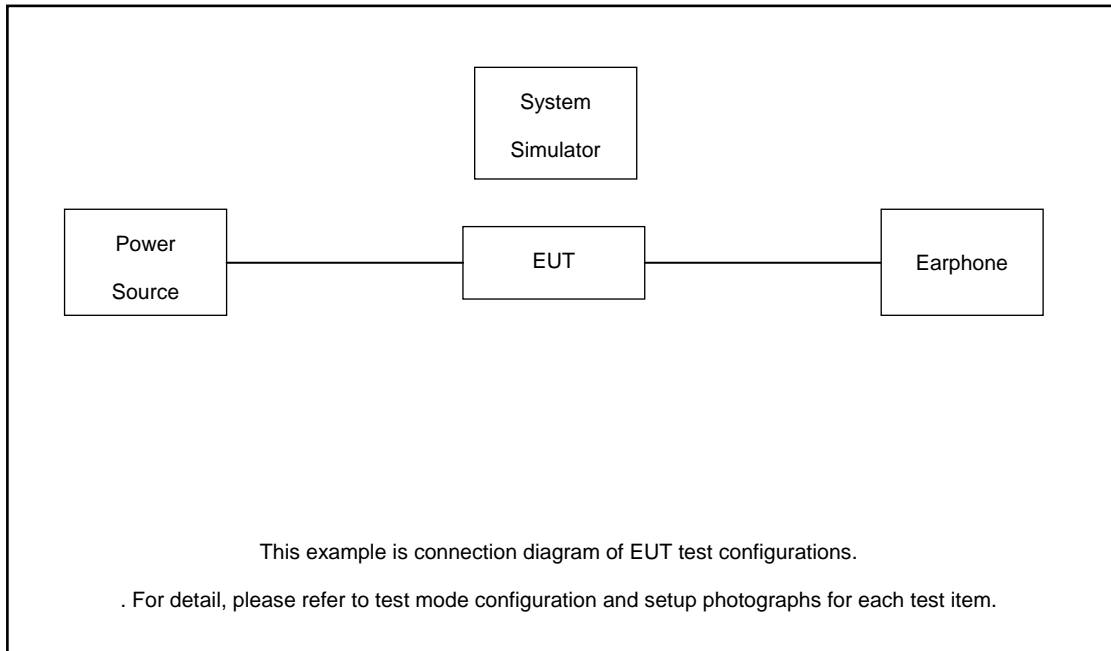 System
Simulator
Power
Source
EUT
Earphone
This example is connection diagram of EUT test configurations.
. For detail, please refer to test mode configuration and setup photographs for each test item.